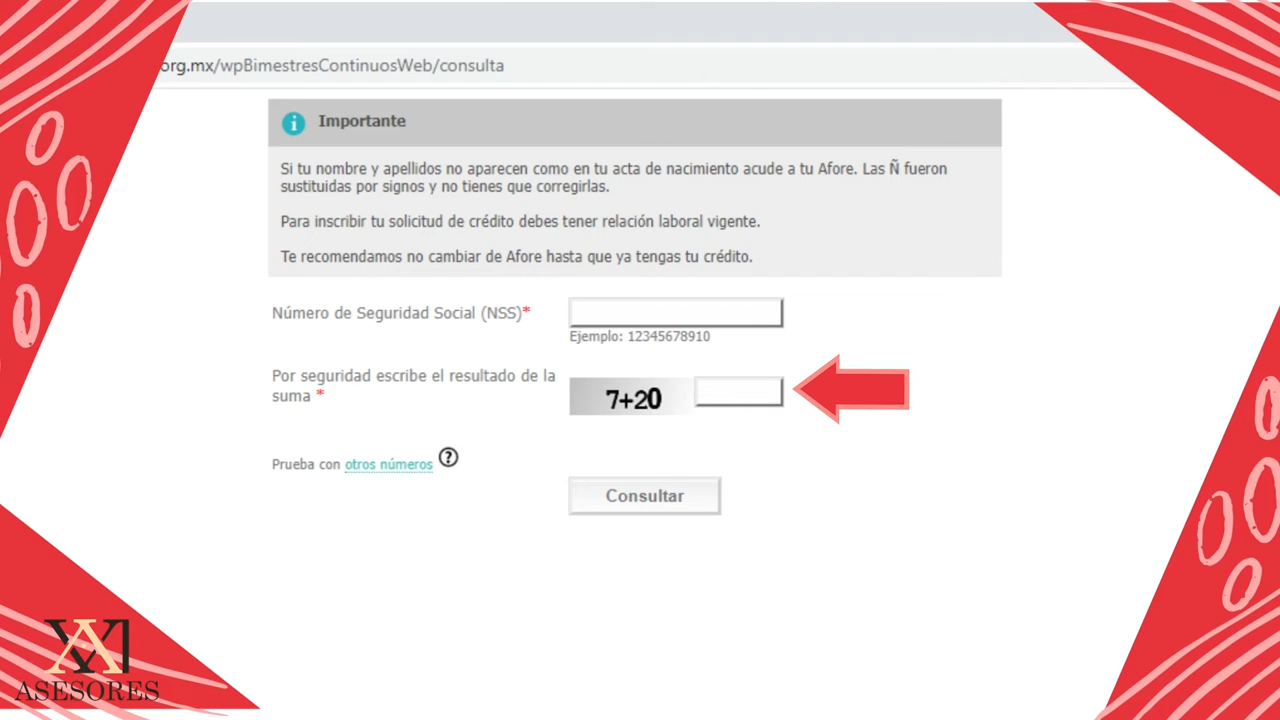 org.mx/wpBimestresContinuosWeb/consulta
Importante
Si tu nombre y apellidos no aparecen como en tu acta de nacimiento acude a tu Afore. Las Ñ fueron
sustituidas por signos y no tienes que corregirlas.
Para inscribir tu solicitud de crédito debes tener relación laboral vigente.
Te recomendamos no cambiar de Afore hasta que ya tengas tu crédito.
Número de Seguridad Social (NSS)*
Ejemplo: 12345678910
Por seguridad escribe el resultado de la
suma *
7+20
Prueba con otros números ?
Consultar
ASESORES